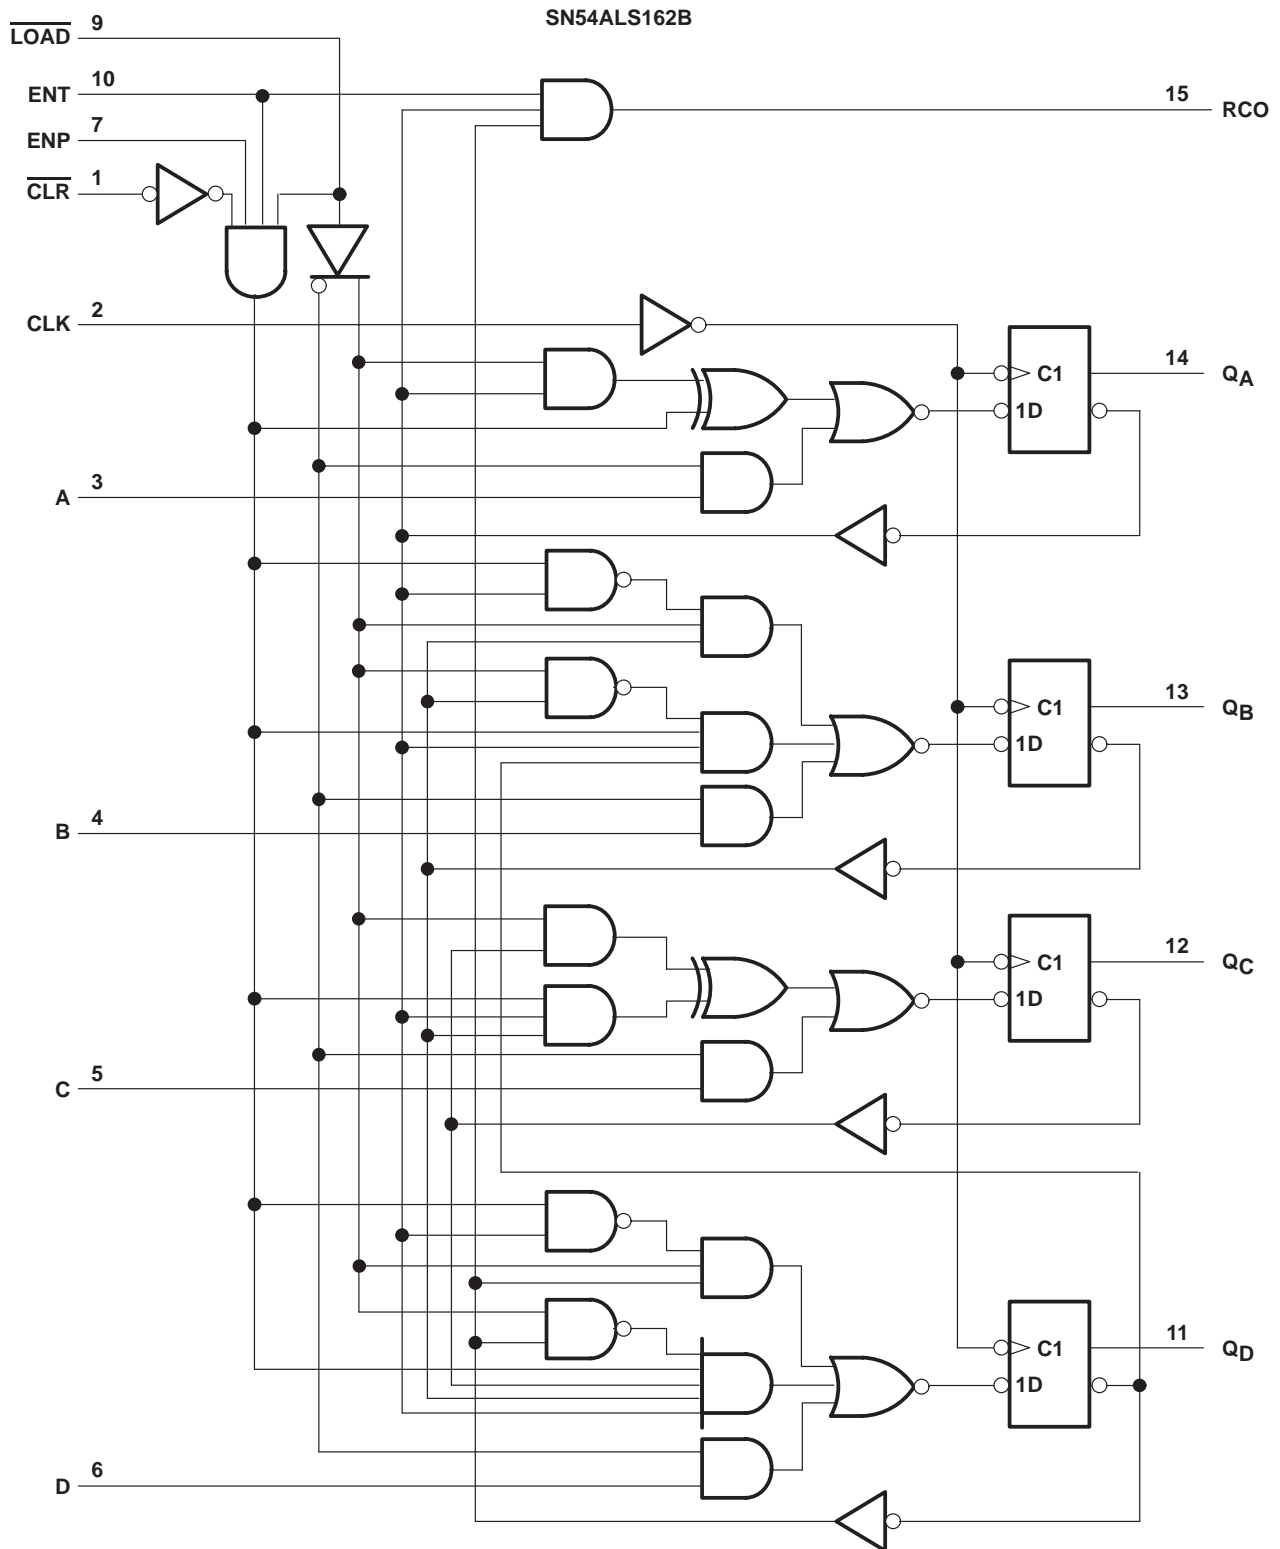 SN54ALS162B
LOAD 9
ENT 10
15 RCO
ENP 7
CLR 1
CLK 2
C1 14 QA
1D
A 3
C1 13 QB
1D
B 4
C1 12 QC
1D
C 5
C1 11 QD
1D
D 6